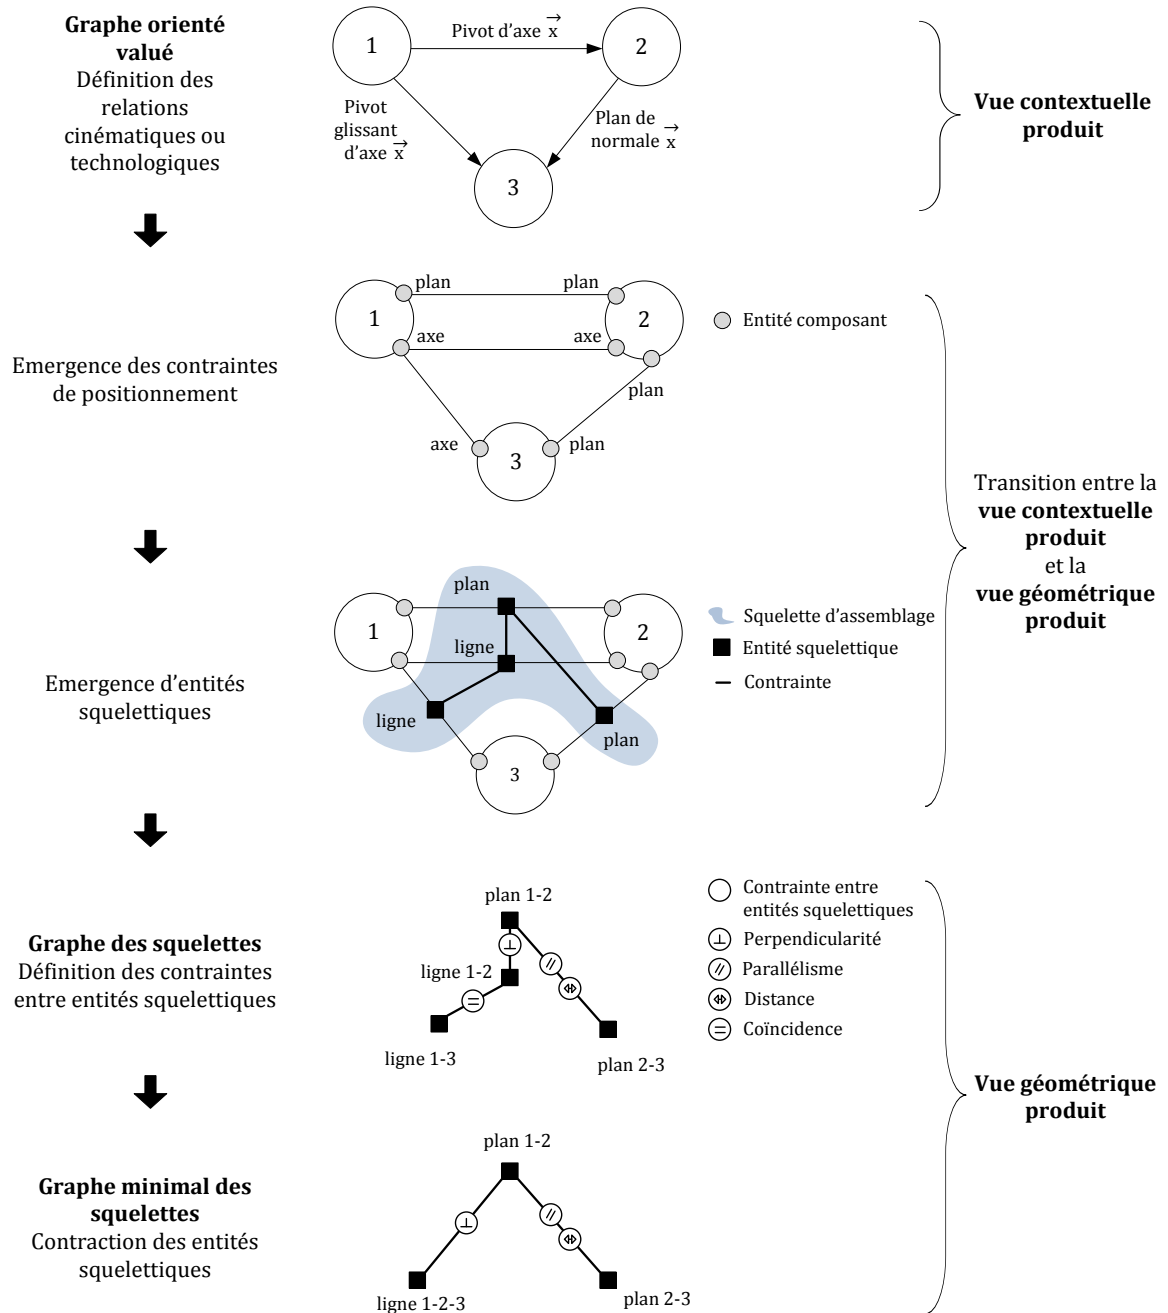 Graphe orienté
valué
Définition des
relations
cinématiques ou
technologiques
1
Pivot d'axe x
2
Pivot
glissant
d'axe x
Plan de
normale x
3
Vue contextuelle
produit
Emergence des contraintes
de positionnement
plan
plan
1
2
axe
axe
plan
axe
plan
3
Entité composant
Transition entre la
vue contextuelle
produit
et la
vue géométrique
produit
Emergence d'entités
squelettiques
plan
1
2
ligne
ligne
plan
3
Squelette d'assemblage
Entité squelettique
Contrainte
Graphe des squelettes
Définition des contraintes
entre entités squelettiques
plan 1-2
ligne 1-2
ligne 1-3
plan 2-3
Contrainte entre
entités squelettiques
Perpendicularité
Parallélisme
Distance
Coïncidence
Vue géométrique
produit
Graphe minimal des
squelettes
Contraction des entités
squelettiques
plan 1-2
ligne 1-2-3
plan 2-3